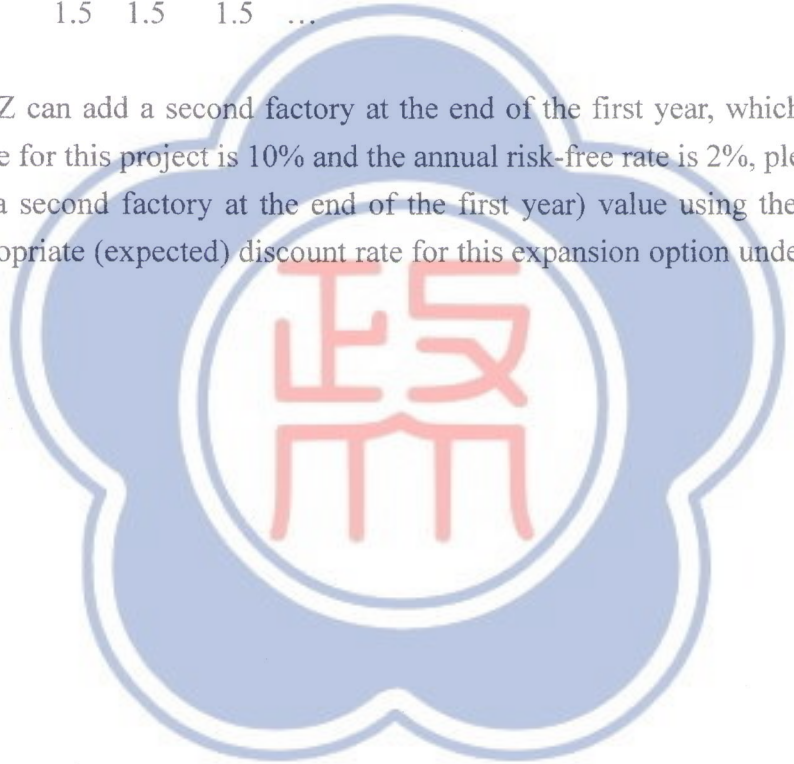 1.5 1.5 1.5 …
Z can add a second factory at the end of the first year, which
e for this project is 10% and the annual risk-free rate is 2%, ple
a second factory at the end of the first year) value using the
opriate (expected) discount rate for this expansion option unde
政大